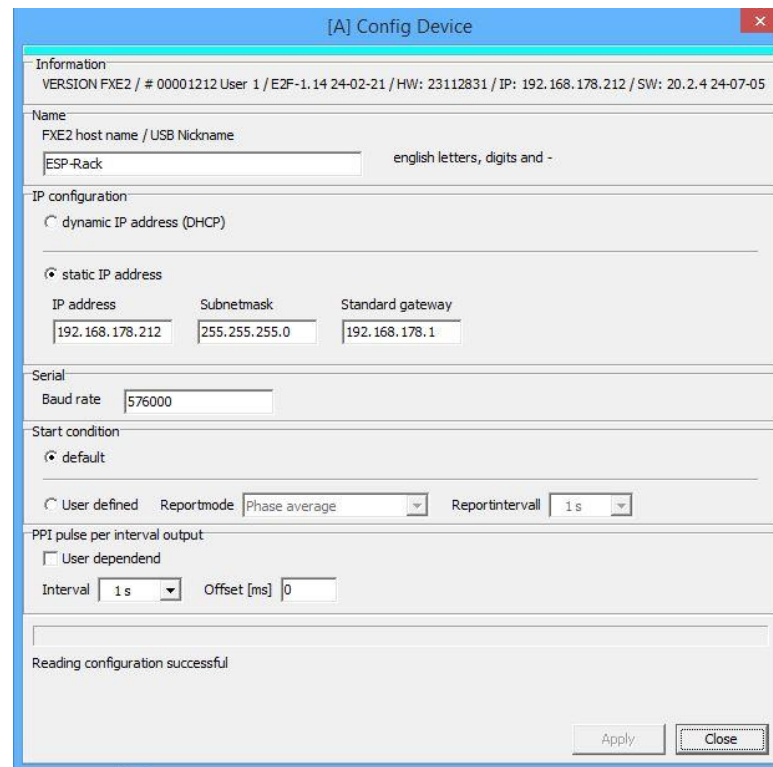 [A] Config Device
Information
VERSION FXE2 / # 00001212 User 1 / E2F-1.14 24-02-21 / HW: 23112831 / IP: 192.168.178.212 / SW: 20.2.4 24-07-05
Name
FXE2 host name / USB Nickname
ESP-Rack english letters, digits and -
IP configuration
dynamic IP address (DHCP)
static IP address
IP address Subnetmask Standard gateway
192.168.178.212 255.255.255.0 192.168.178.1
Serial
Baud rate 576000
Start condition
default
User defined Reportmode Phase average Reportintervall 1 s
PPI pulse per interval output
User dependend
Interval 1 s Offset [ms] 0
Reading configuration successful
Apply Close